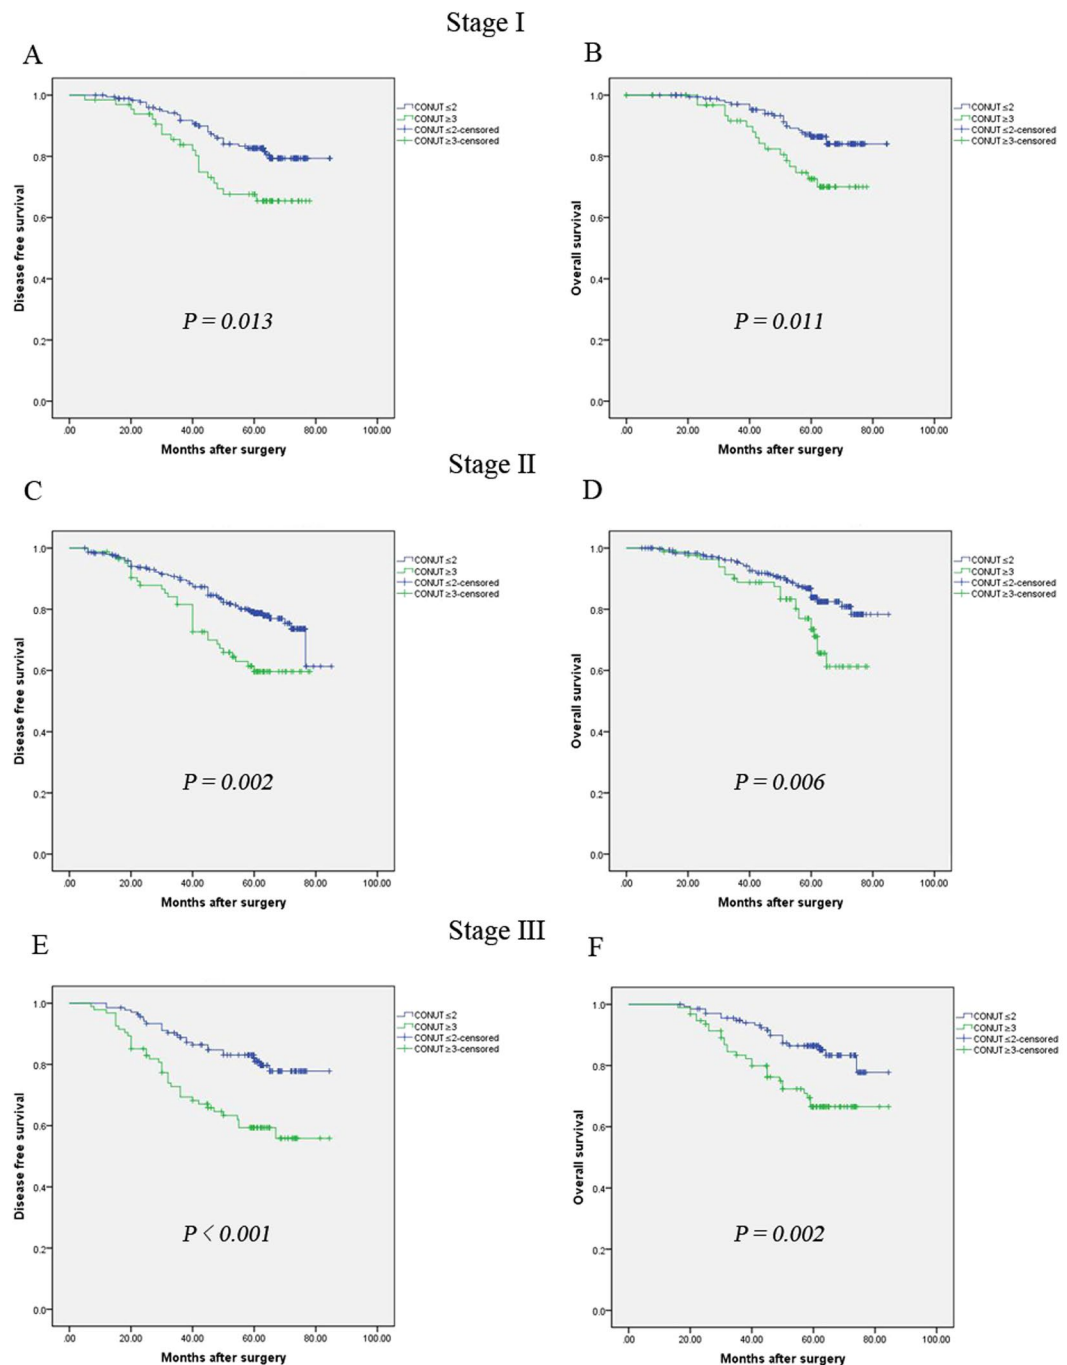 Stage I
A
1.0
0.8
0.6
0.4
0.2
0.0
Disease free survival
.00 20.00 40.00 60.00 80.00 100.00
Months after surgery
P = 0.013
CONUT ≤2
CONUT ≥3
CONUT ≤2-censored
CONUT ≥3-censored
B
1.0
0.8
0.6
0.4
0.2
0.0
Overall survival
.00 20.00 40.00 60.00 80.00 100.00
Months after surgery
P = 0.011
CONUT ≤2
CONUT ≥3
CONUT ≤2-censored
CONUT ≥3-censored
Stage II
C
1.0
0.8
0.6
0.4
0.2
0.0
Disease free survival
.00 20.00 40.00 60.00 80.00 100.00
Months after surgery
P = 0.002
CONUT ≤2
CONUT ≥3
CONUT ≤2-censored
CONUT ≥3-censored
D
1.0
0.8
0.6
0.4
0.2
0.0
Overall survival
.00 20.00 40.00 60.00 80.00 100.00
Months after surgery
P = 0.006
CONUT ≤2
CONUT ≥3
CONUT ≤2-censored
CONUT ≥3-censored
Stage III
E
1.0
0.8
0.6
0.4
0.2
0.0
Disease free survival
.00 20.00 40.00 60.00 80.00 100.00
Months after surgery
P < 0.001
CONUT ≤2
CONUT ≥3
CONUT ≤2-censored
CONUT ≥3-censored
F
1.0
0.8
0.6
0.4
0.2
0.0
Overall survival
.00 20.00 40.00 60.00 80.00 100.00
Months after surgery
P = 0.002
CONUT ≤2
CONUT ≥3
CONUT ≤2-censored
CONUT ≥3-censored